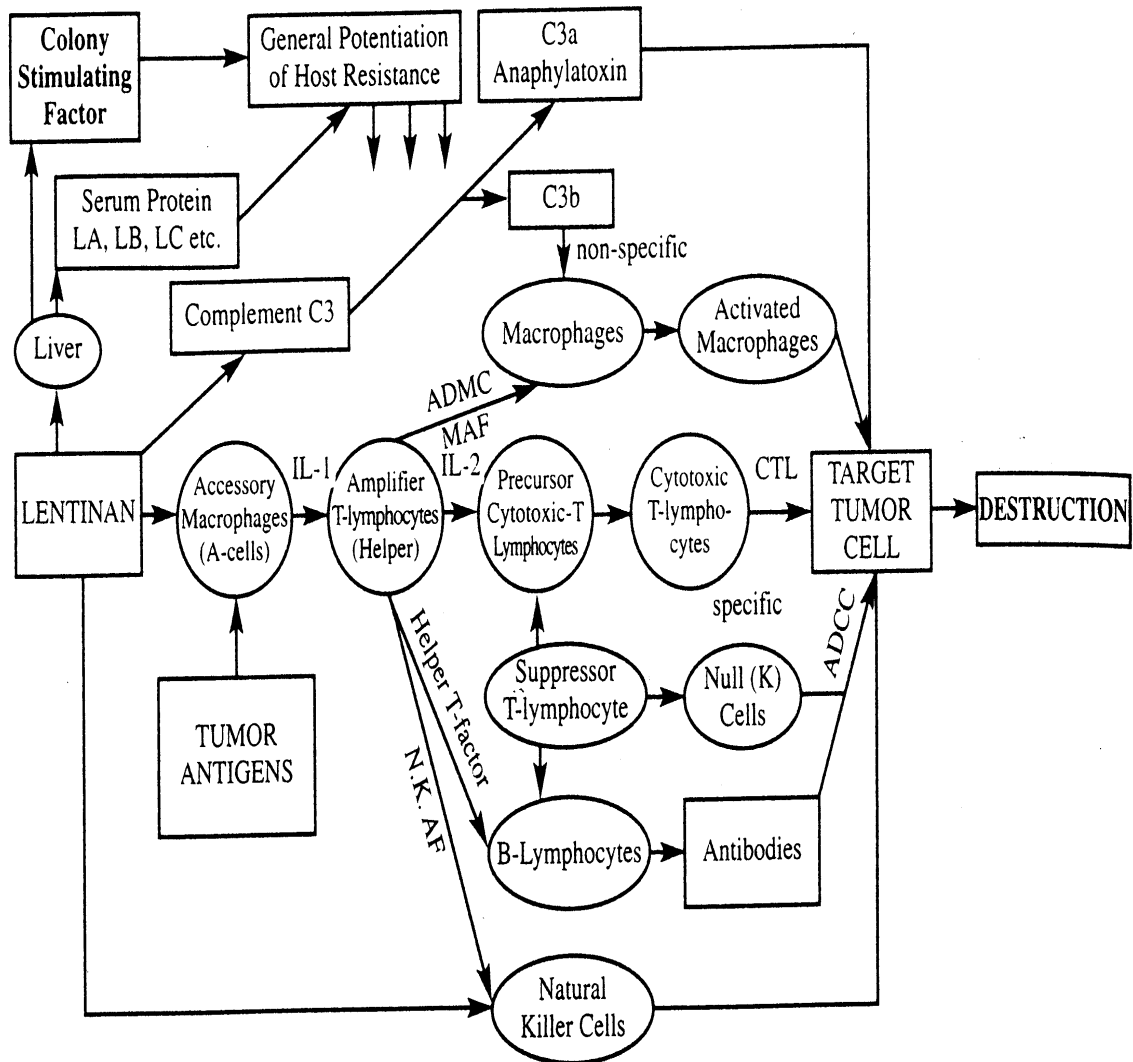 Colony
Stimulating
Factor
General Potentiation
of Host Resistance
C3a
Anaphylatoxin
Serum Protein
LA, LB, LC etc.
C3b
non-specific
Complement C3
Liver
Macrophages
Activated
Macrophages
ADMC
MAF
LENTINAN
Accessory
Macrophages
(A-cells)
IL-1
Amplifier
T-lymphocytes
(Helper)
IL-2
Precursor
Cytotoxic-T
Lymphocytes
Cytotoxic
T-lympho-
cytes
CTL
TARGET
TUMOR
CELL
DESTRUCTION
specific
ADCC
Helper T-factor
N.K. AF
Suppressor
T-lymphocyte
Null (K)
Cells
TUMOR
ANTIGENS
B-Lymphocytes
Antibodies
Natural
Killer Cells